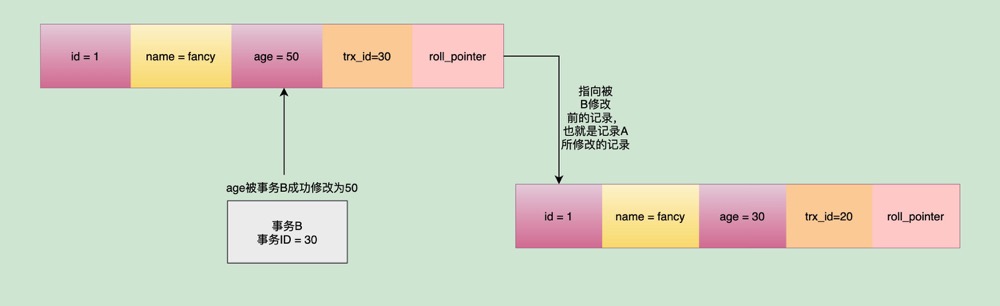 id = 1
name = fancy
age = 50
trx_id=30
roll_pointer
指向被
B修改
前的记录，
也就是记录A
所修改的记录
age被事务B成功修改为50
事务B
事务ID = 30
id = 1
name = fancy
age = 30
trx_id=20
roll_pointer